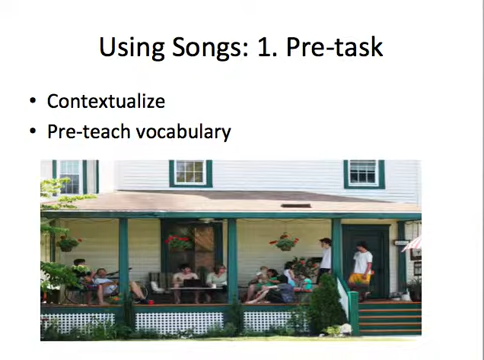 Using Songs: 1. Pre-task
• Contextualize
• Pre-teach vocabulary